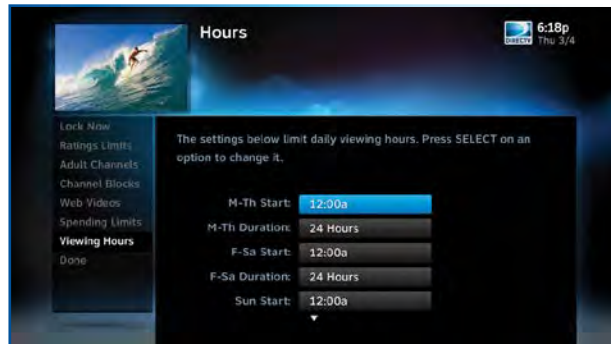 Hours
DIRECTV
6:18p
Thu 3/4
Lock Now
Ratings Limits
Adult Channels
Channel Blocks
Web Videos
Spending Limits
Viewing Hours
Done
The settings below limit daily viewing hours. Press SELECT on an
option to change it.
M-Th Start: 12:00a
M-Th Duration: 24 Hours
F-Sa Start: 12:00a
F-Sa Duration: 24 Hours
Sun Start: 12:00a